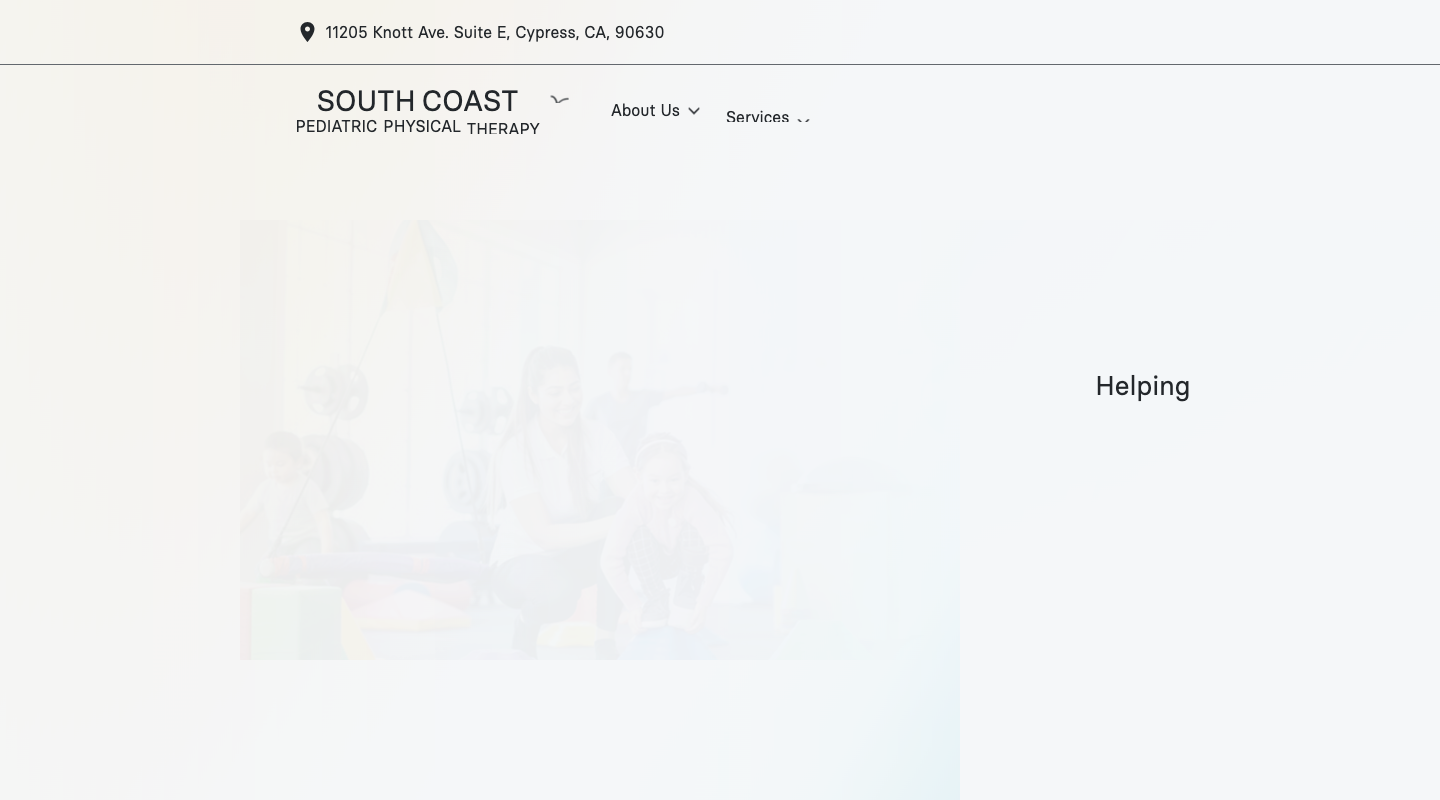 11205 Knott Ave. Suite E, Cypress, CA, 90630
SOUTH COAST
PEDIATRIC PHYSICAL THERAPY
About Us
Services
Helping